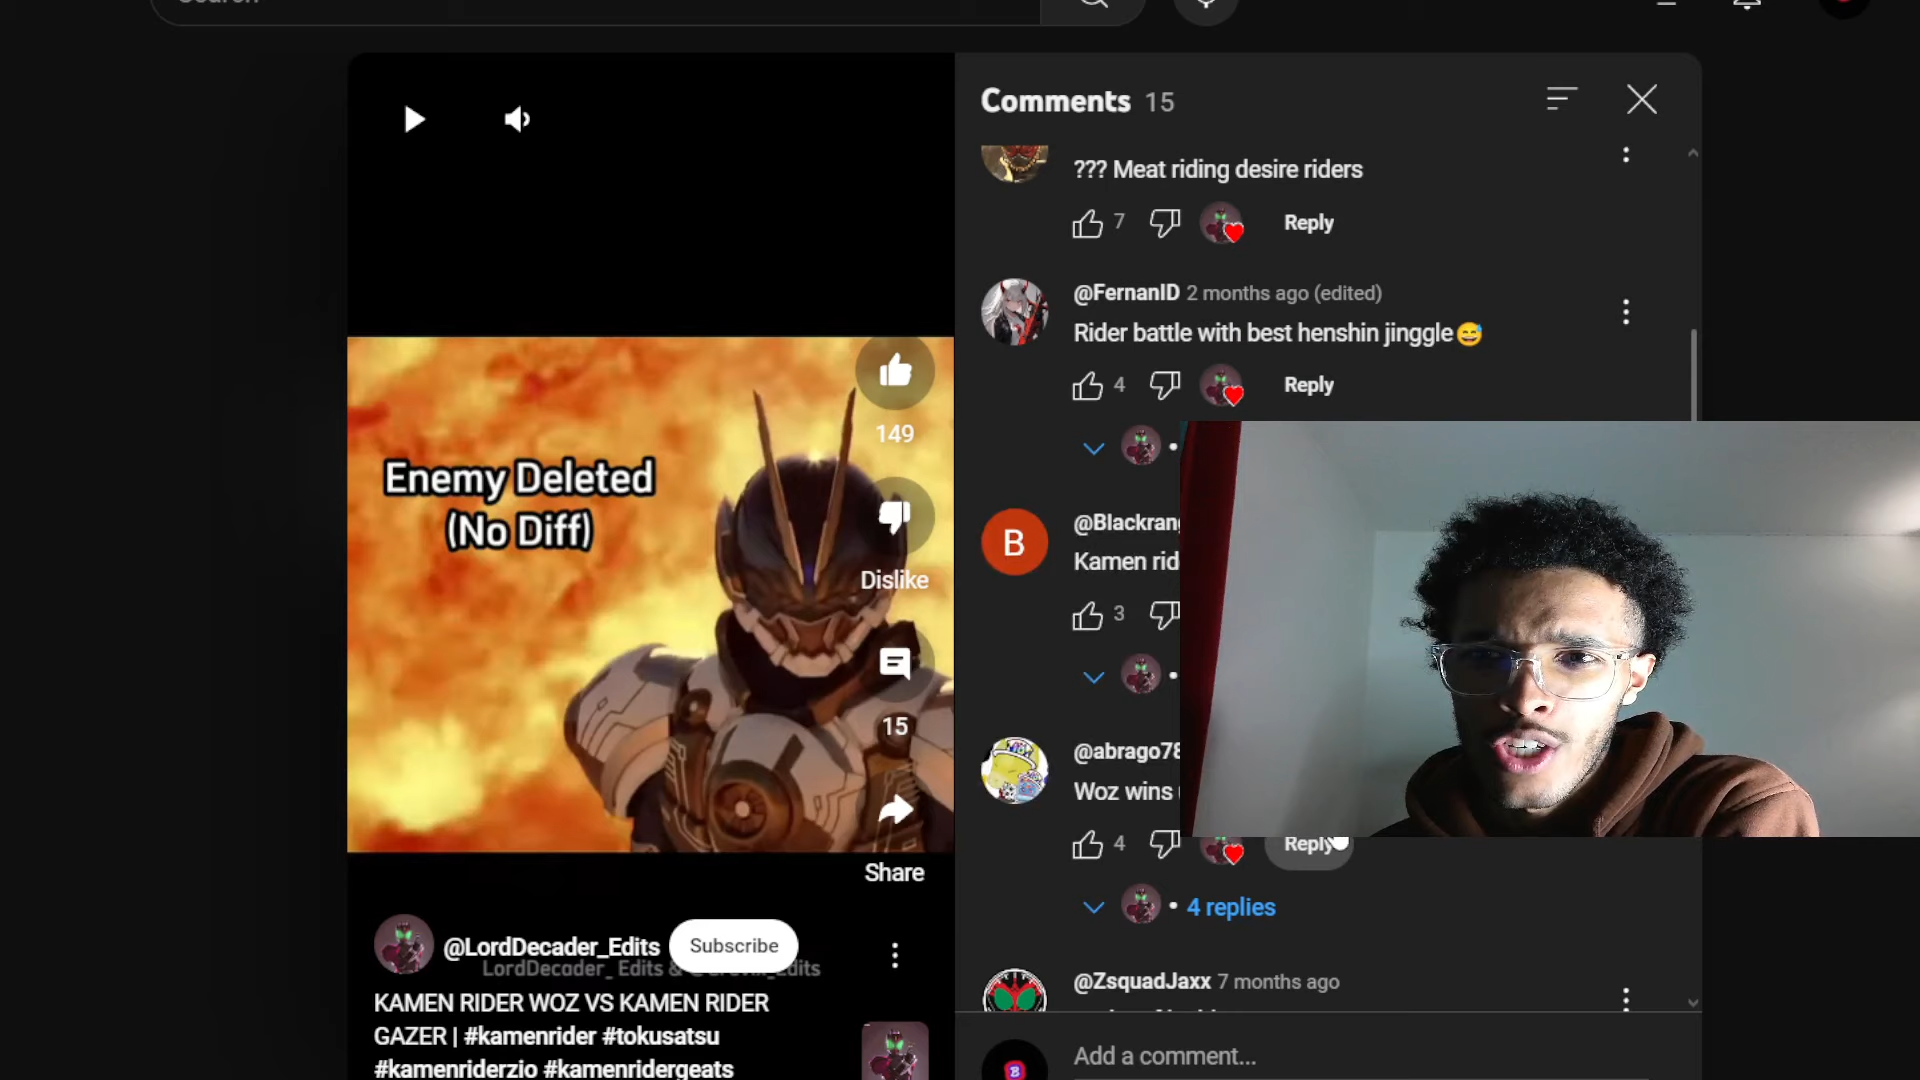 Search
Comments 15
??? Meat riding desire riders
7
Reply
@FernanID 2 months ago (edited)
Rider battle with best henshin jinggle😅
4
Reply
149
Enemy Deleted
(No Diff)
Dislike
B
@Blackran
Kamen rid
3
15
@abrago78
Woz wins
4
Reply
Share
4 replies
@LordDecader_Edits
Subscribe
LordDecader_ Edits &
KAMEN RIDER WOZ VS KAMEN RIDER
GAZER | #kamenrider #tokusatsu
#kamenriderzio #kamenridergeats
@ZsquadJaxx 7 months ago
Add a comment...